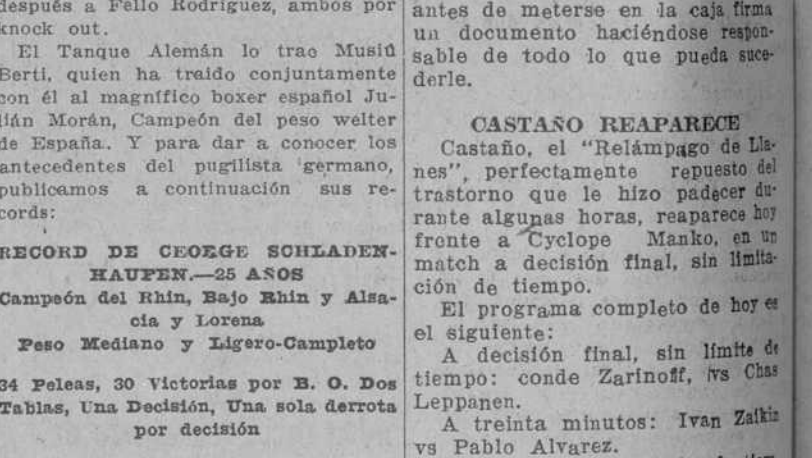 después a Fello Rodríguez, ambos por
knock out.
El Tanque Alemán lo trae Musiú
Berti, quien ha traido conjuntamente
con él al magnífico boxer español Ju-
lián Morán, Campeón del peso welter
de España. Y para dar a conocer los
antecedentes del pugilista germano,
publicamos a continuación sus re-
cords:
RECORD DE CEORGE SCHLADEN-
HAUFEN.—25 AÑOS
Campeón del Rhin, Bajo Rhin y Alsa-
cia y Lorena
Peso Mediano y Ligero-Completo
34 Peleas, 30 Victorias por B. O. Dos
Tablas, Una Decisión, Una sola derrota
por decisión
antes de meterse en la caja firma
un documento haciéndose respon-
sable de todo lo que pueda suce-
derle.
CASTAÑO REAPARECE
Castaño, el "Relámpago de Lla-
nes", perfectamente repuesto del
trastorno que le hizo padecer du-
rante algunas horas, reaparece hoy
frente a Cyclope Manko, en un
match a decisión final, sin limita-
ción de tiempo.
El programa completo de hoy es
el siguiente:
A decisión final, sin límite de
tiempo: conde Zarinoff, vs Chas
Leppanen.
A treinta minutos: Ivan Zaikin
vs Pablo Alvarez.